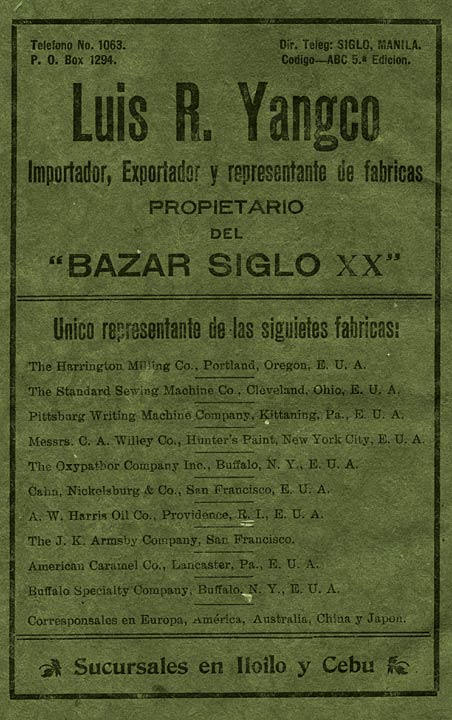 Telefono No. 1063.
P. O. Box 1294.
Dir. Teleg: SIGLO, MANILA.
Codigo—ABC 5.ª Edicion.
Luis R. Yangco
Importador, Exportador y representante de fabricas
PROPIETARIO
DEL
"BAZAR SIGLO XX"
Unico representante de las siguietes fabricas:
The Harrington Milling Co., Portland, Oregon, E. U. A.
The Standard Sewing Machine Co., Cleveland, Ohio, E. U. A.
Pittsburg Writing Machine Company, Kittaning, Pa., E. U. A.
Messrs. C. A. Willey Co., Hunter's Paint, New York City, E. U. A.
The Oxypathor Company Inc., Buffalo, N. Y., E. U. A.
Cahn, Nickelsburg & Co., San Francisco, E. U. A.
A. W. Harris Oil Co., Providence, R. I., E. U. A.
The J. K. Armsby Company, San Francisco.
American Caramel Co., Lancaster, Pa., E. U. A.
Buffalo Specialty Company, Buffalo, N. Y., E. U. A.
Corresponsales en Europa, América, Australia, China y Japon.
Sucursales en Iloilo y Cebu